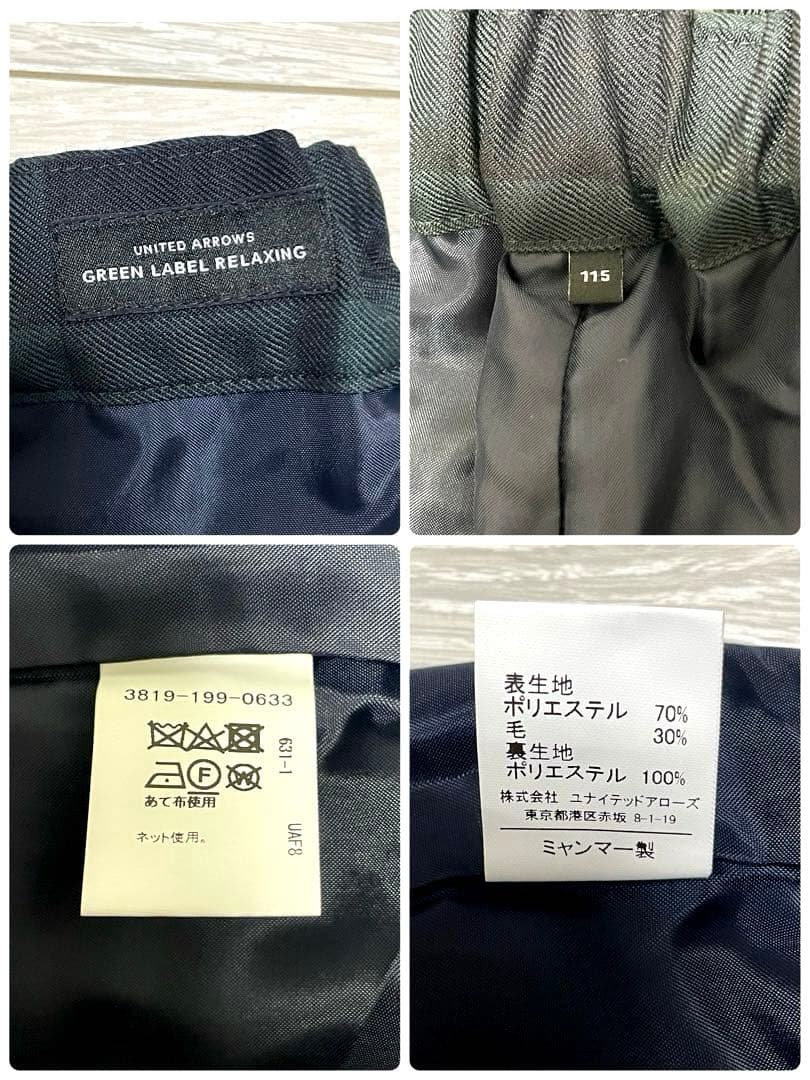 UNITED ARROWS
GREEN LABEL RELAXING
115
3819-199-0633
F
W
あて布使用
ネット使用。
631-1
UAF8
表生地
ポリエステル 70%
毛 30%
裏生地
ポリエステル 100%
株式会社 ユナイテッドアローズ
東京都港区赤坂 8-1-19
ミャンマー製